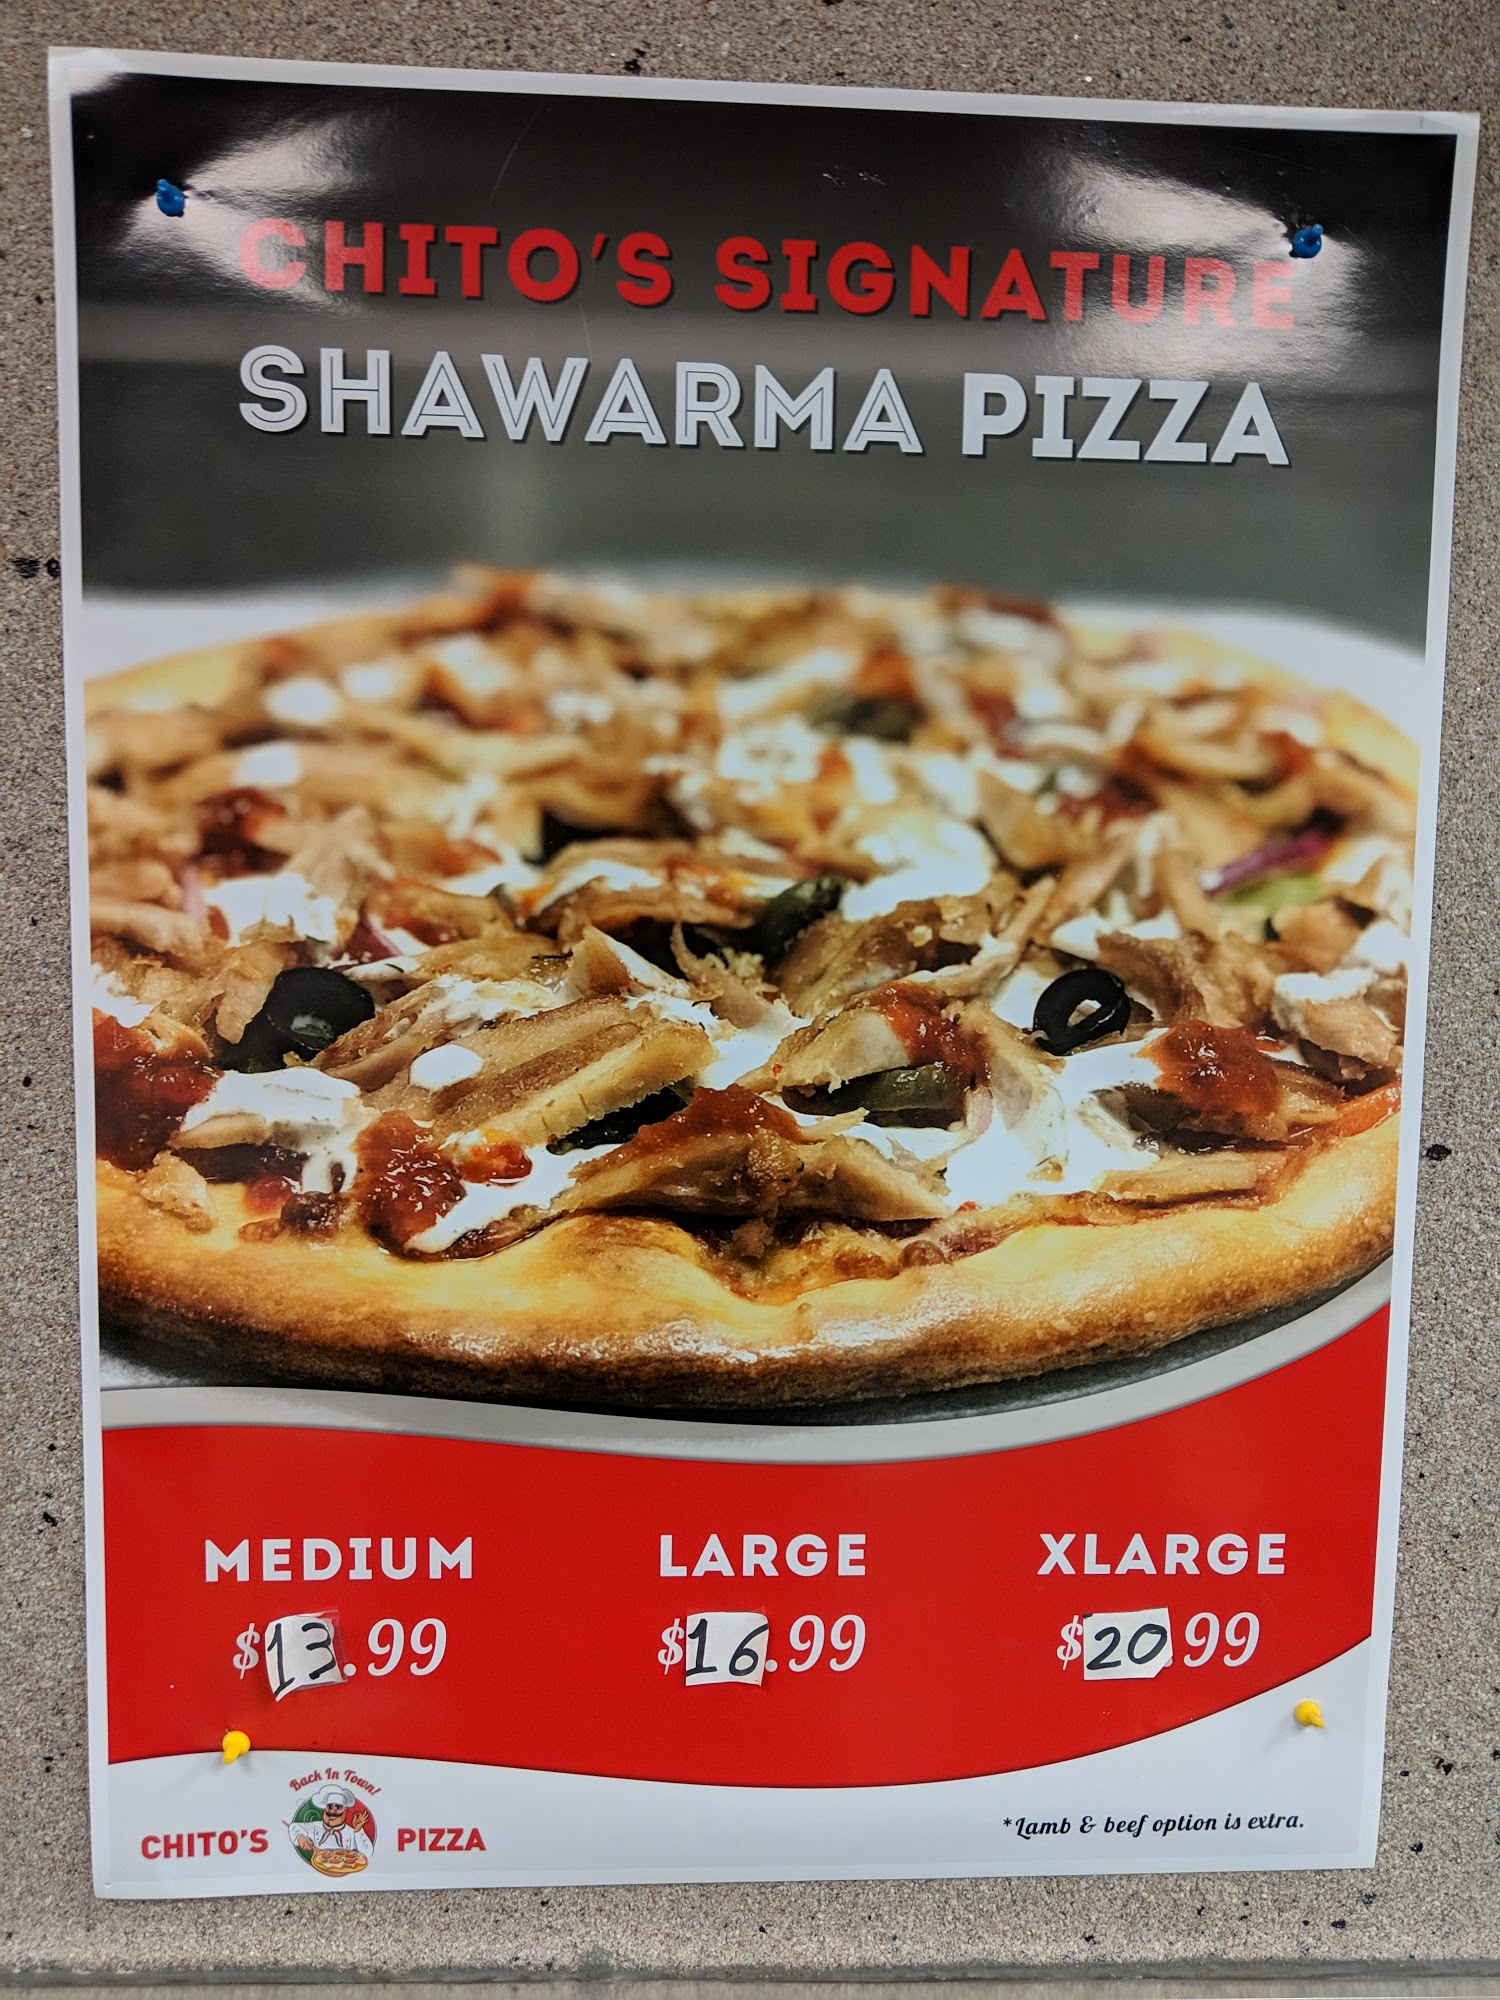 CHITO'S SIGNATURE
SHAWARMA PIZZA
MEDIUM LARGE XLARGE
$13.99 $16.99 $20.99
Back In Town!
CHITO'S PIZZA
*Lamb & beef option is extra.